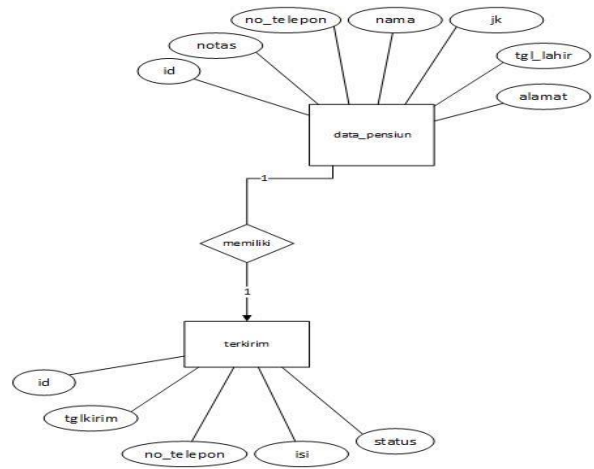 no_telepon
nama
jk
notas
tgl_lahir
id
alamat
data_pensiun
1
memiliki
1
terkirim
id
tglkirim
status
no_telepon
isi